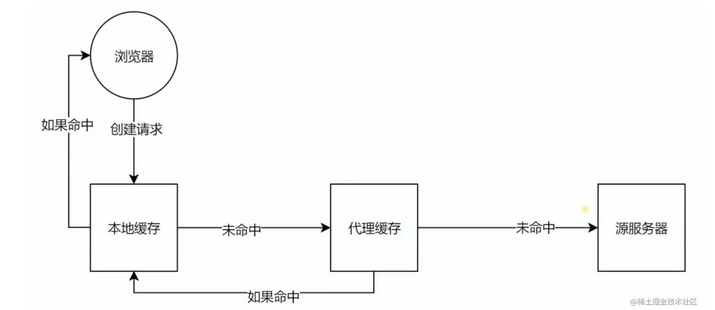 浏览器
如果命中
创建请求
本地缓存
未命中
代理缓存
未命中
源服务器
如果命中
@稀土掘金技术社区